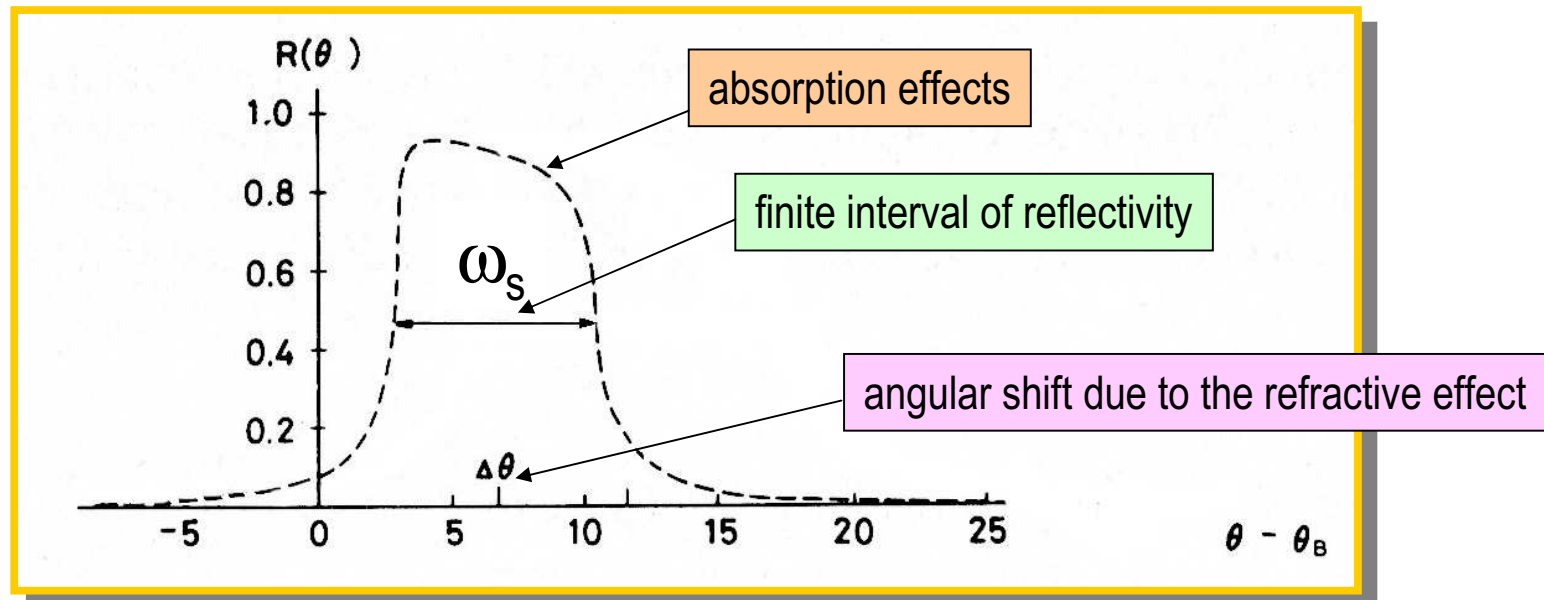 R(θ )
absorption effects
1.0
0.8
finite interval of reflectivity
0.6
ωs
0.4
angular shift due to the refractive effect
0.2
Δθ
-5 0 5 10 15 20 25
θ - θB